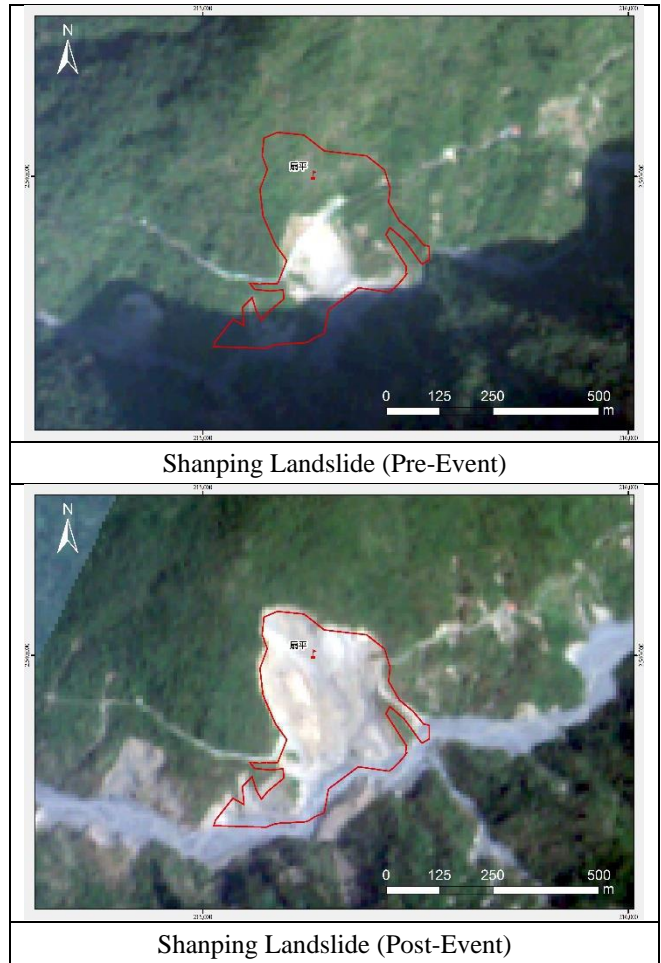 N
扇平
0 125 250 500
m
Shanping Landslide (Pre-Event)
N
扇平
0 125 250 500
m
Shanping Landslide (Post-Event)